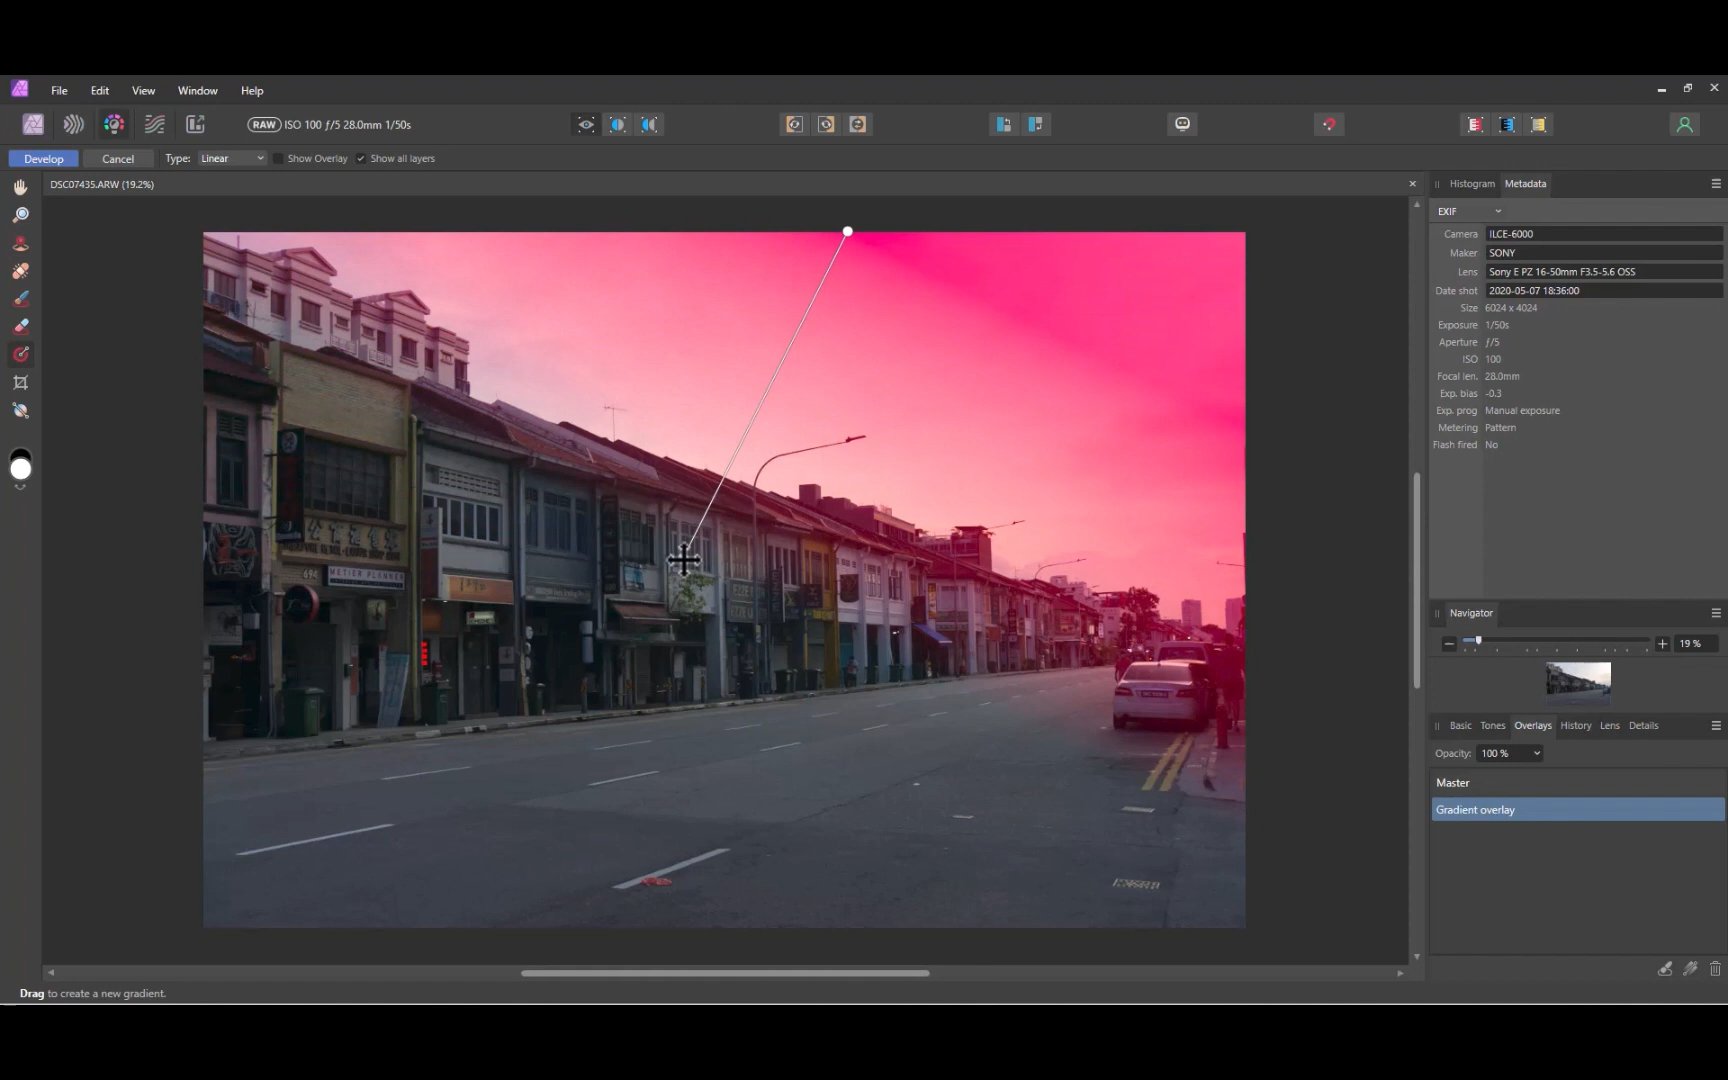 File Edit View Window Help
RAW ISO 100 ƒ/5 28.0mm 1/50s
Develop Cancel Type: Linear Show Overlay Show all layers
DSC07435.ARW (19.2%)
Histogram Metadata
EXIF
Camera ILCE-6000
Maker SONY
Lens Sony E PZ 16-50mm F3.5-5.6 OSS
Date shot 2020-05-07 18:36:00
Size 6024 x 4024
Exposure 1/50s
Aperture ƒ/5
ISO 100
Focal len. 28.0mm
Exp. bias -0.3
Exp. prog Manual exposure
Metering Pattern
Flash fired No
694
METIER PLANNER
Navigator
19 %
Basic Tones Overlays History Lens Details
Opacity: 100 %
Master
Gradient overlay
Drag to create a new gradient.